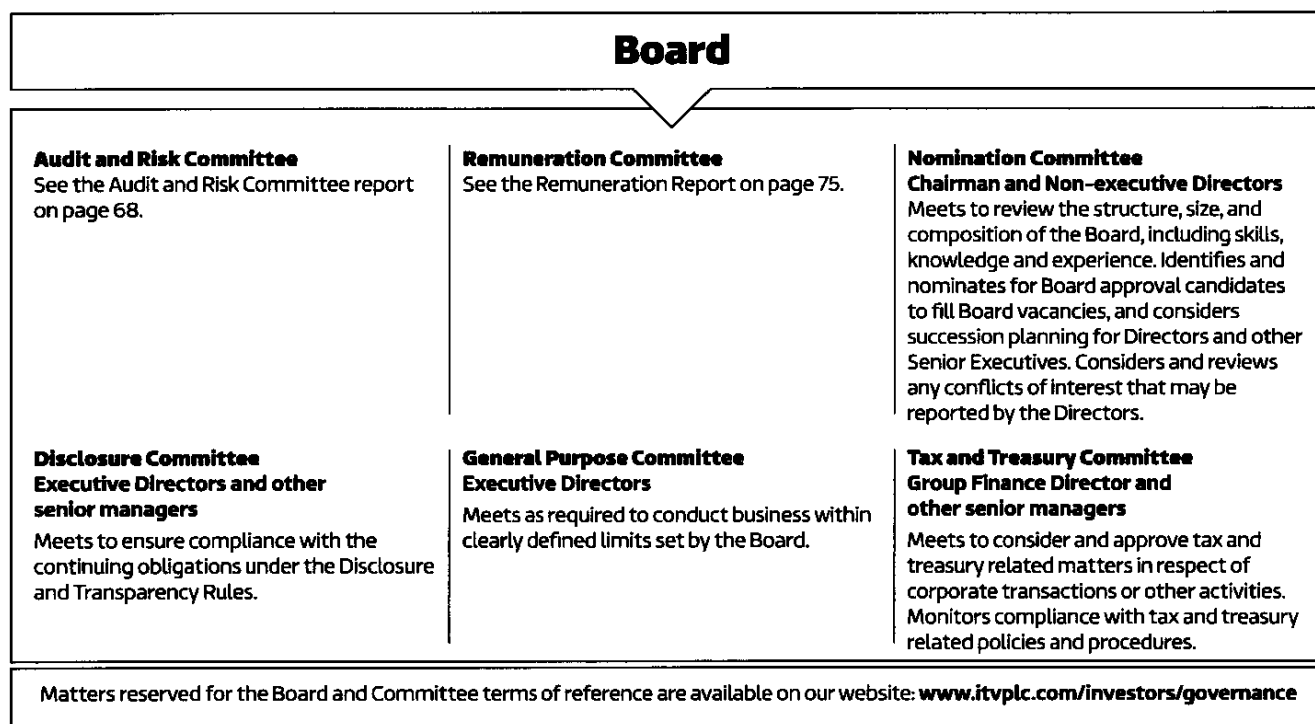 Board
Audit and Risk Committee
See the Audit and Risk Committee report
on page 68.
Remuneration Committee
See the Remuneration Report on page 75.
Nomination Committee
Chairman and Non-executive Directors
Meets to review the structure, size, and
composition of the Board, including skills,
knowledge and experience. Identifies and
nominates for Board approval candidates
to fill Board vacancies, and considers
succession planning for Directors and other
Senior Executives. Considers and reviews
any conflicts of interest that may be
reported by the Directors.
Disclosure Committee
Executive Directors and other
senior managers
Meets to ensure compliance with the
continuing obligations under the Disclosure
and Transparency Rules.
General Purpose Committee
Executive Directors
Meets as required to conduct business within
clearly defined limits set by the Board.
Tax and Treasury Committee
Group Finance Director and
other senior managers
Meets to consider and approve tax and
treasury related matters in respect of
corporate transactions or other activities.
Monitors compliance with tax and treasury
related policies and procedures.
Matters reserved for the Board and Committee terms of reference are available on our website: www.itvplc.com/investors/governance